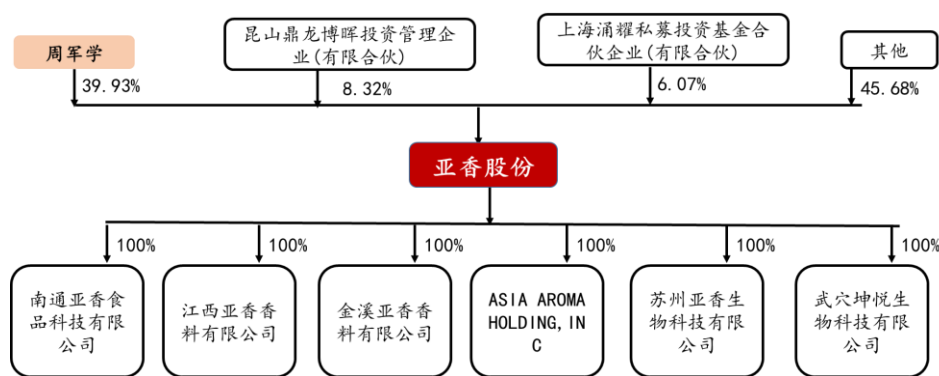 周军学
昆山鼎龙博晖投资管理企
业(有限合伙)
上海涌耀私募投资基金合
伙企业(有限合伙)
其他
39.93%
8.32%
6.07%
45.68%
亚香股份
100%
100%
100%
100%
100%
100%
南通亚香食
品科技有限
公司
江西亚香香
料有限公司
金溪亚香香
料有限公司
ASIA AROMA
HOLDING,IN
C
苏州亚香生
物科技有限
公司
武穴坤悦生
物科技有限
公司